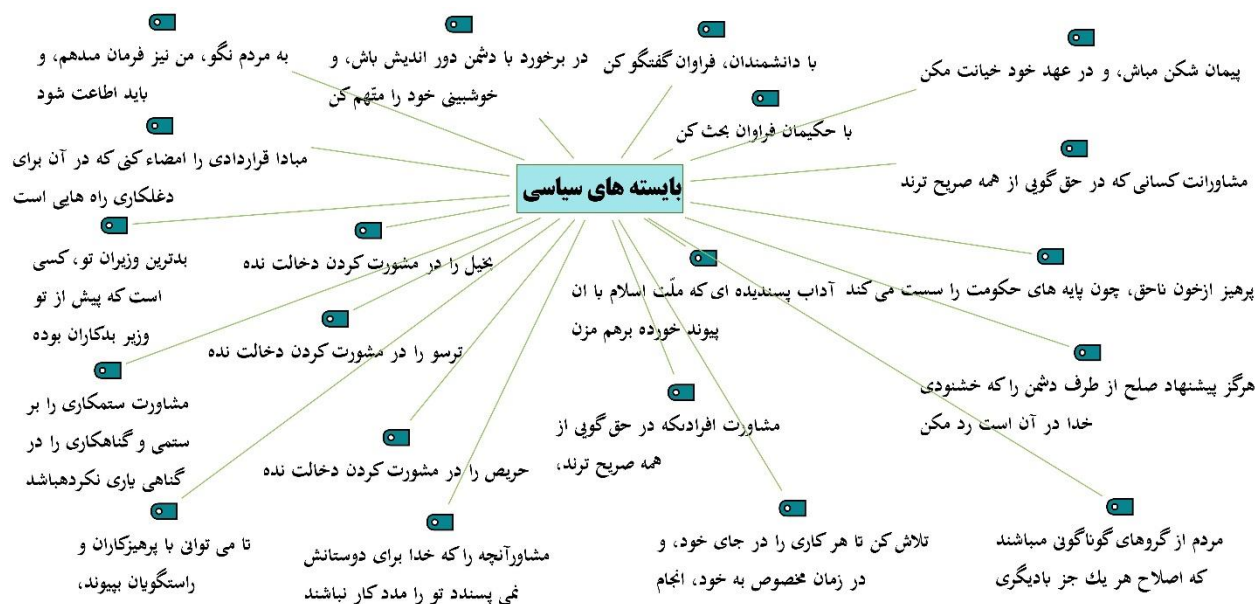 به مردم نگو، من نیز فرمان مدهم، و
باید اطاعت شود
در برخورد با دشمن دور اندیش باش، و
خوشبینی خود را متّهم کن
با دانشمندان، فراوان گفتگو کن
پیمان شکن مباش، و در عهد خود خیانت مکن
با حکیمان فراوان بحث کن
مبادا قراردادی را امضاء کنی که در آن برای
دغلکاری راه هایی است
بایسته های سیاسی
مشاورانت کسانی که در حق گویی از همه صریح ترند
بدترین وزیران تو، کسی
است که پیش از تو
وزیر بدکاران بوده
بخیل را در مشورت کردن دخالت نده
آداب پسندیده ای که ملّت اسلام با ان
پیوند خورده برهم مزن
پرهیز ازخون ناحق، چون پایه های حکومت را سست می کند
ترسو را در مشورت کردن دخالت نده
هرگز پیشنهاد صلح از طرف دشمن را که خشنودی
خدا در آن است رد مکن
مشاورت ستمکاری را بر
ستمی و گناهکاری را در
گناهی یاری نکردهباشد
مشاورت افرادیکه در حق گویی از
همه صریح ترند،
حریص را در مشورت کردن دخالت نده
تا می توانی با پرهیزکاران و
راستگویان بپیوند،
مشاورآنچه را که خدا برای دوستانش
نمی پسندد تو را مدد کار نباشند
تلاش کن تا هر کاری را در جای خود، و
در زمان مخصوص به خود، انجام
مردم از گروهای گوناگونی مباشند
که اصلاح هر یك جز بادیگری